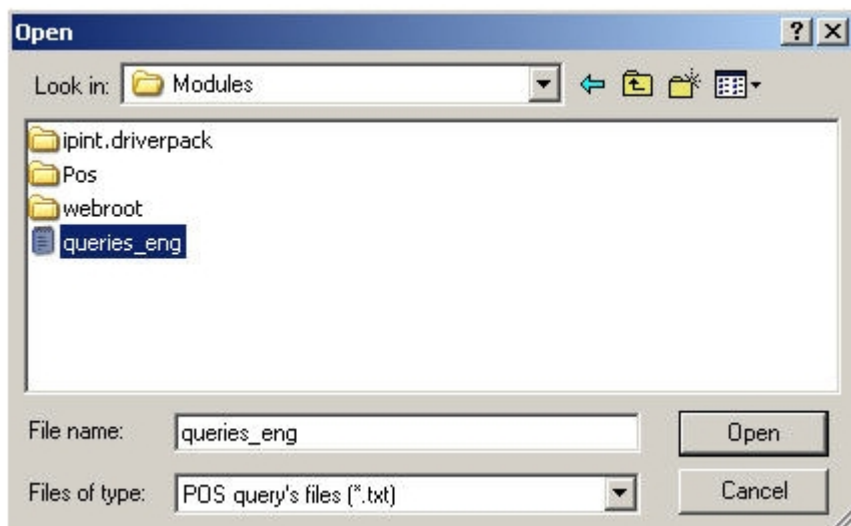 Open
Look in: Modules
ipint.driverpack
Pos
webroot
queries_eng
File name: queries_eng Open
Files of type: POS query's files (*.txt) Cancel